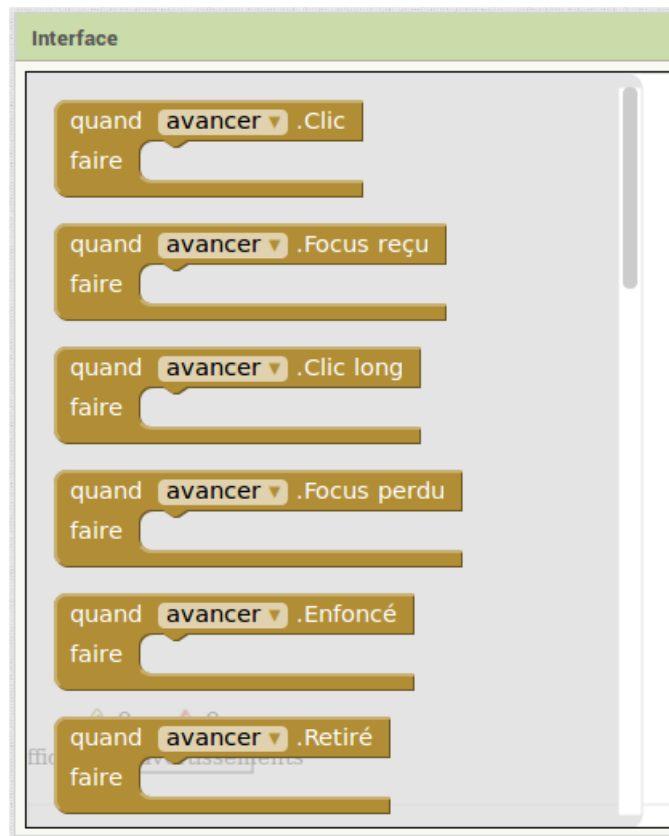 Interface
quand avancer .Clic
faire
quand avancer .Focus reçu
faire
quand avancer .Clic long
faire
quand avancer .Focus perdu
faire
quand avancer .Enfoncé
faire
quand avancer .Retiré
faire